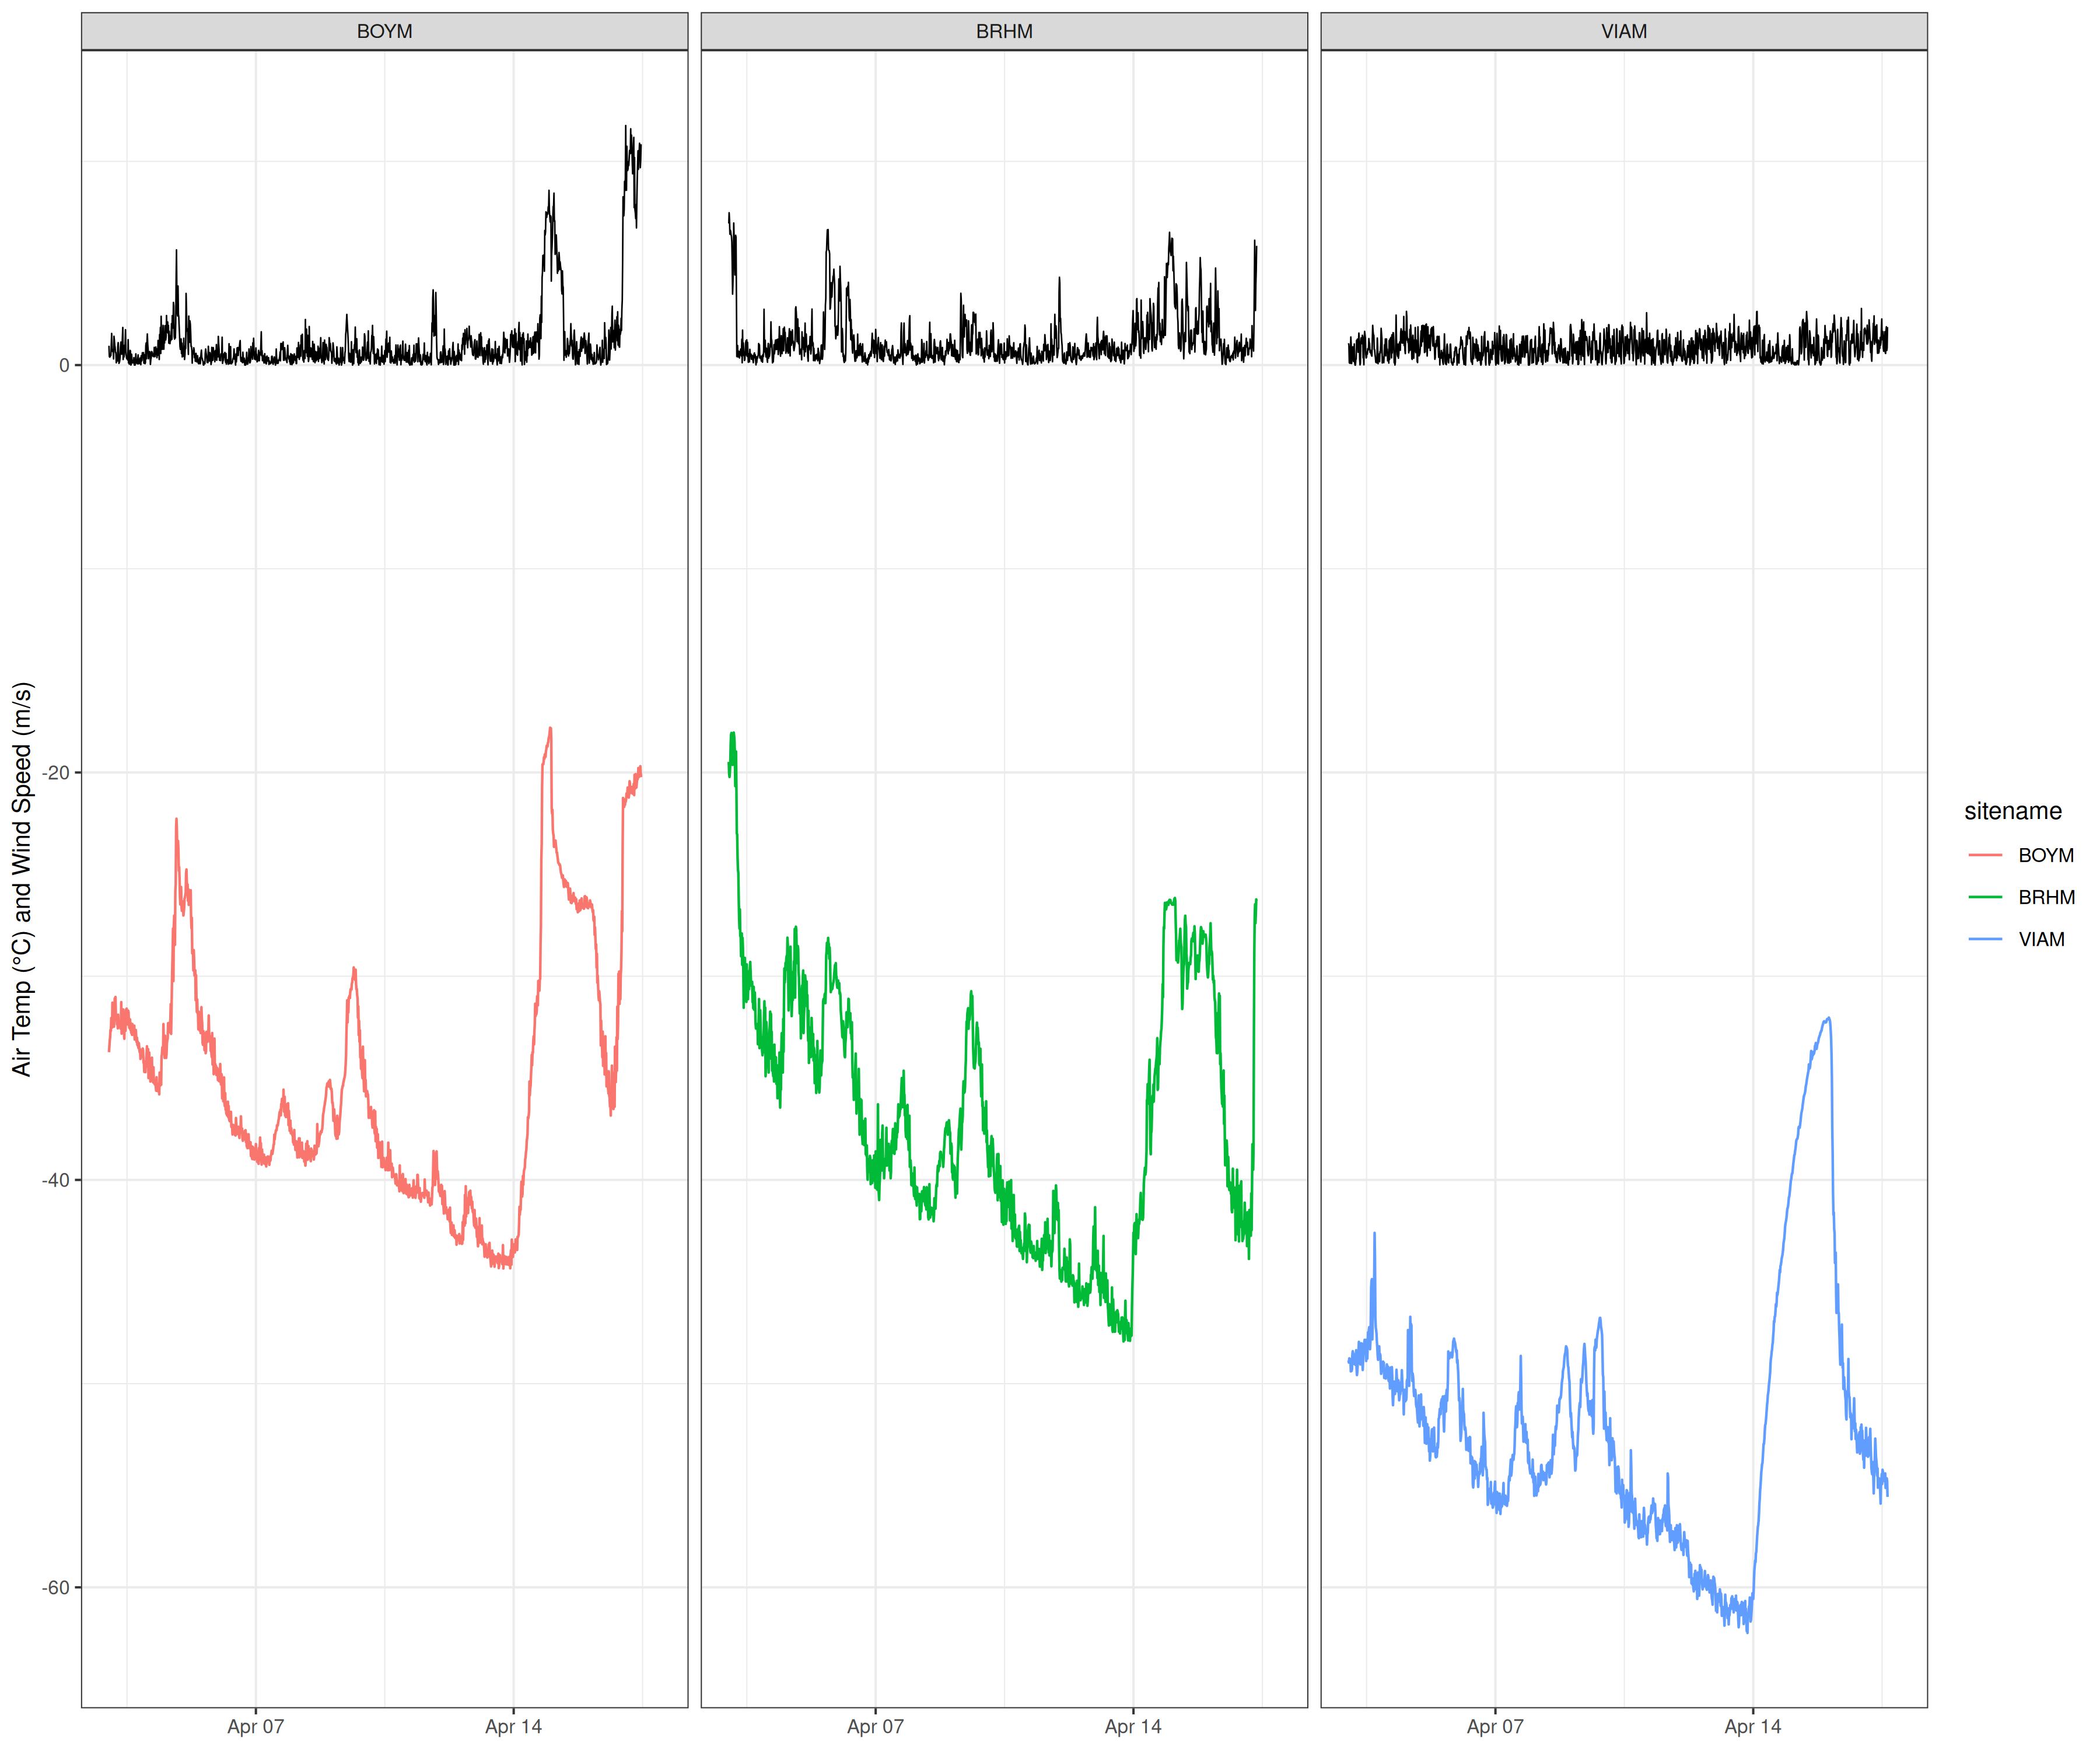 BOYM
BRHM
VIAM
Air Temp (°C) and Wind Speed (m/s)
0
-20
-40
-60
Apr 07
Apr 14
Apr 07
Apr 14
Apr 07
Apr 14
sitename
BOYM
BRHM
VIAM